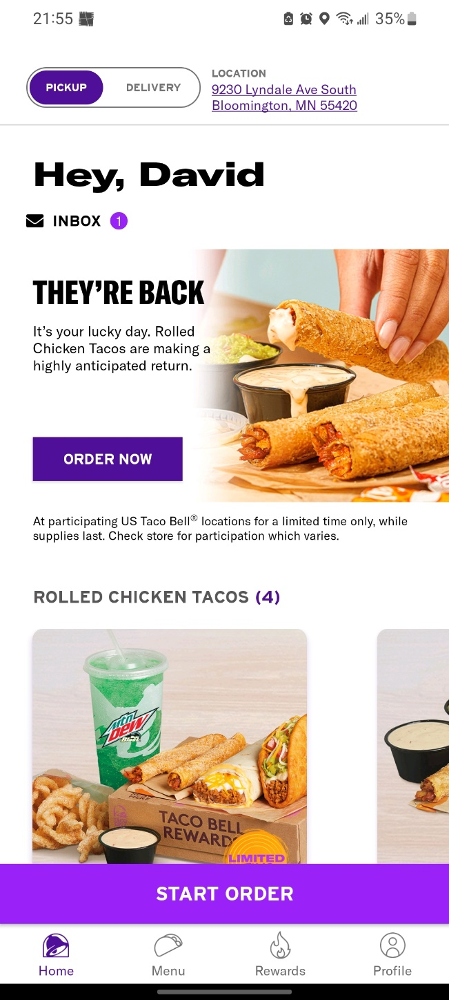 21:55
35%
PICKUP
DELIVERY
LOCATION
9230 Lyndale Ave South
Bloomington, MN 55420
Hey, David
INBOX 1
THEY'RE BACK
It's your lucky day. Rolled
Chicken Tacos are making a
highly anticipated return.
ORDER NOW
At participating US Taco Bell® locations for a limited time only, while
supplies last. Check store for participation which varies.
ROLLED CHICKEN TACOS (4)
Mtn
DEW
HERE
TACO BELL
REWARDS
LIMITED
START ORDER
Home
Menu
Rewards
Profile